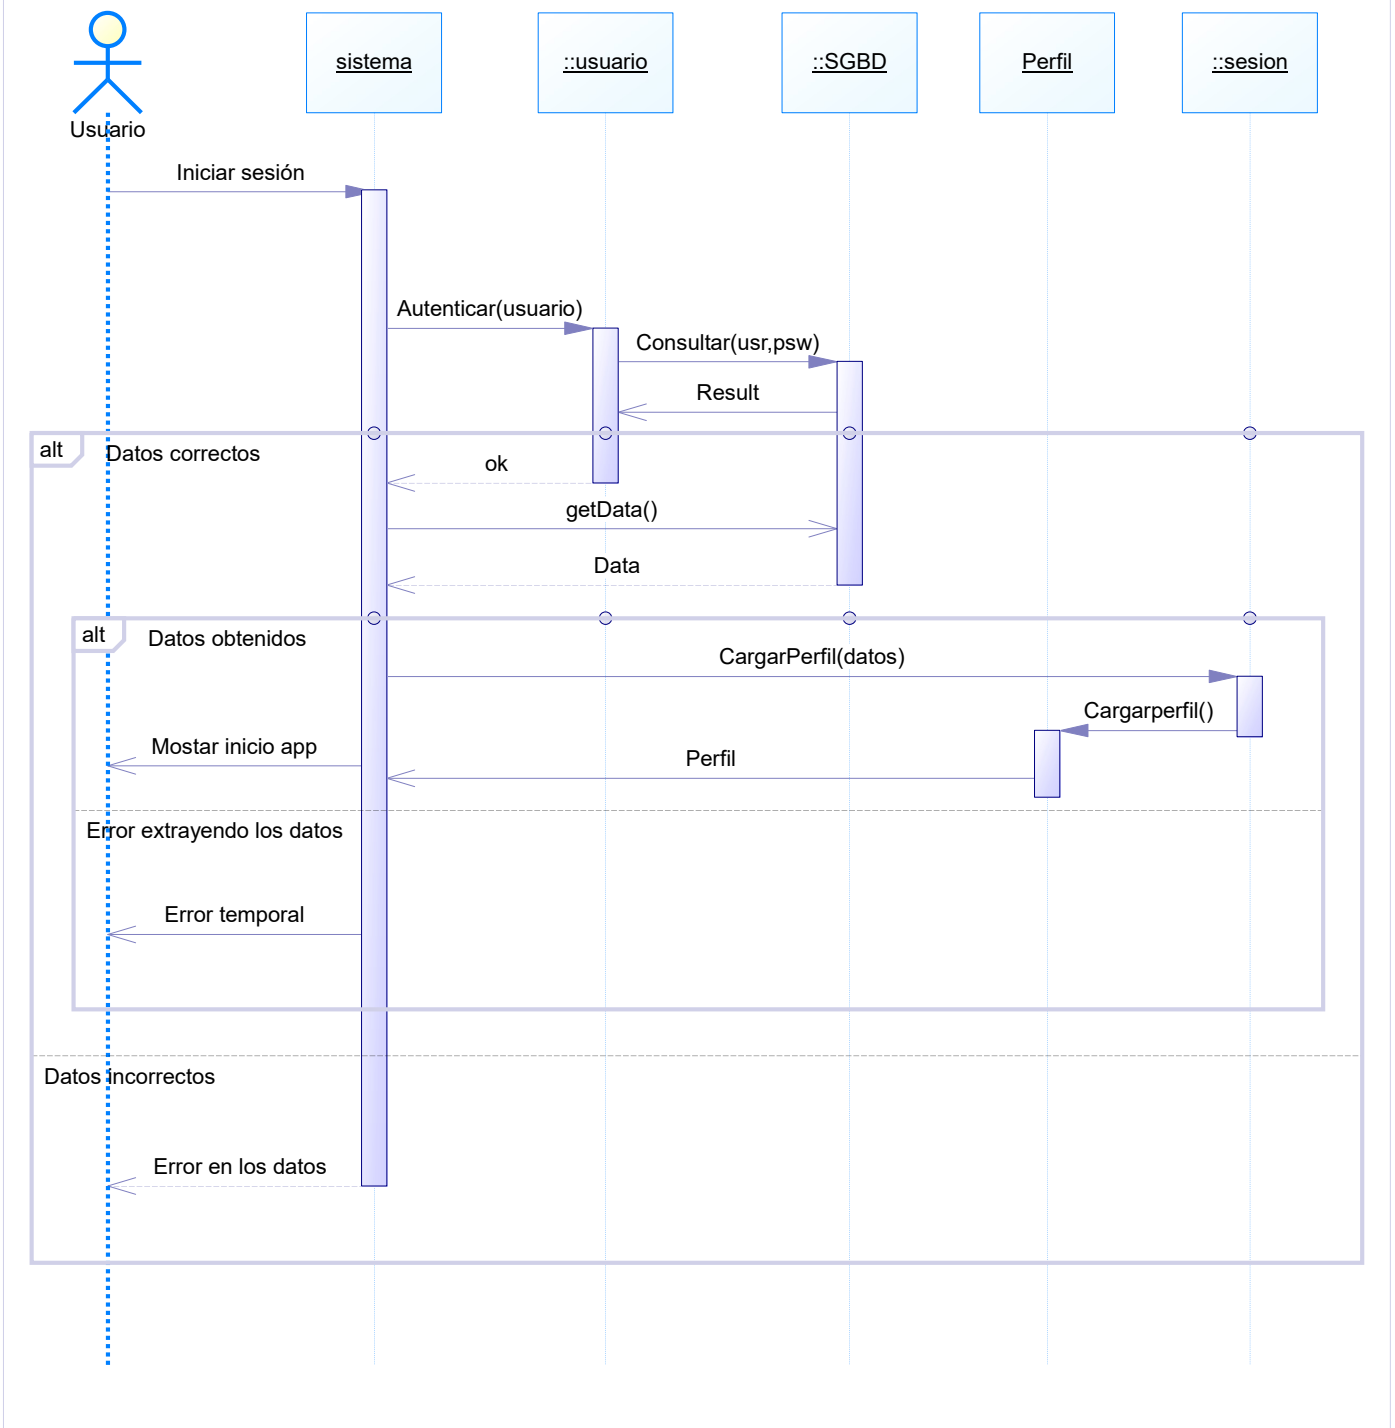 sistema
::usuario
::SGBD
Perfil
::sesion
Usuario
Iniciar sesión
Autenticar(usuario)
Consultar(usr,psw)
Result
alt
Datos correctos
ok
getData()
Data
alt
Datos obtenidos
CargarPerfil(datos)
Cargarperfil()
Mostar inicio app
Perfil
Error extrayendo los datos
Error temporal
Datos incorrectos
Error en los datos